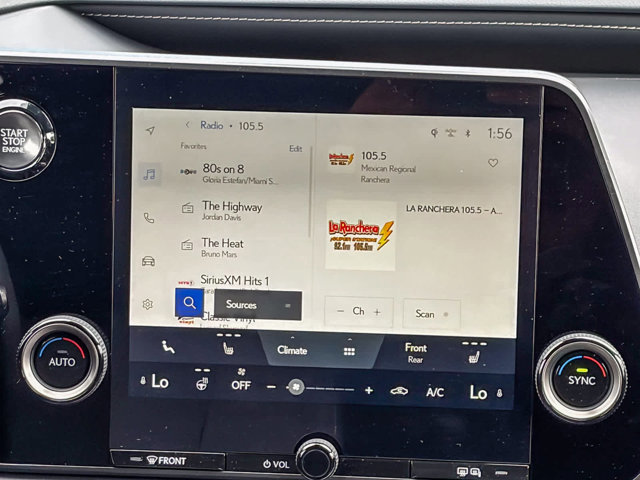 START
STOP
ENGINE
Radio • 105.5
1:56
Favorites
Edit
80s on 8
Gloria Estefan/Miami S...
The Highway
Jordan Davis
The Heat
Bruno Mars
SiriusXM Hits 1
Classic Vinyl
Sources
105.5
Mexican Regional
Ranchera
La Ranchera
LA RANCHERA 105.5 – A...
- Ch +
Scan
Climate
Front
Rear
Lo
OFF
- +
A/C
Lo
AUTO
SYNC
FRONT
VOL